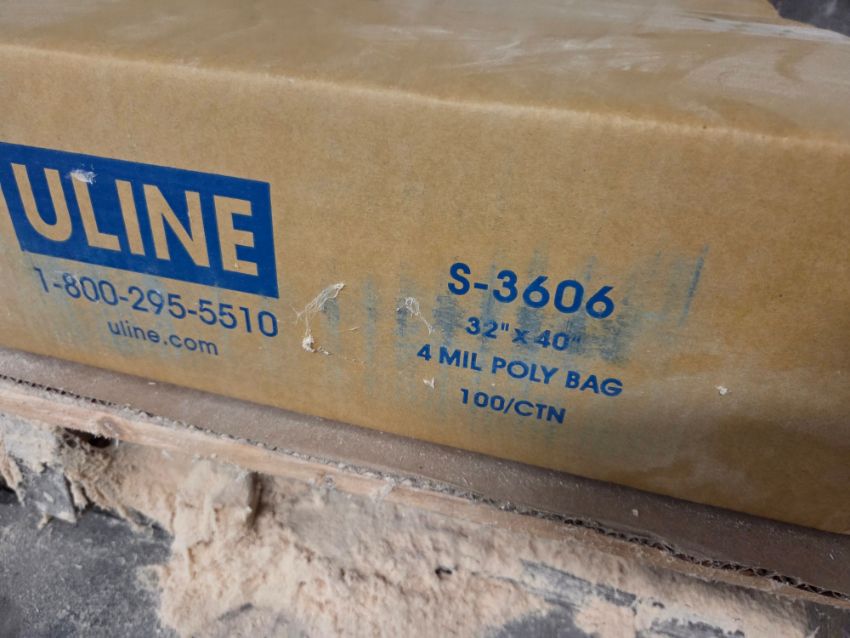 ULINE
1-800-295-5510
uline.com
S-3606
32" x 40"
4 MIL POLY BAG
100/CTN